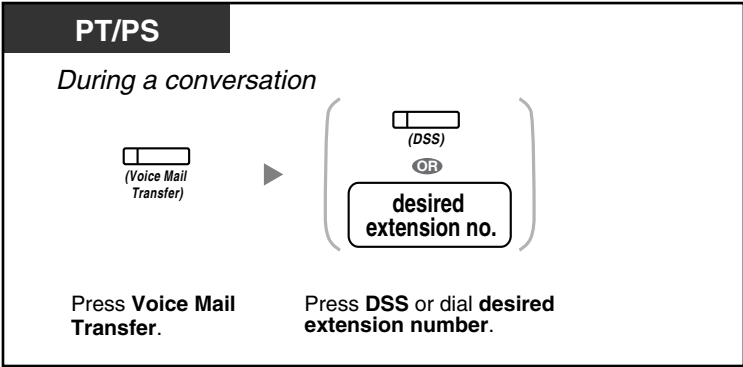 PT/PS
During a conversation
(Voice Mail
Transfer)
(DSS)
OR
desired
extension no.
Press Voice Mail
Transfer.
Press DSS or dial desired
extension number.